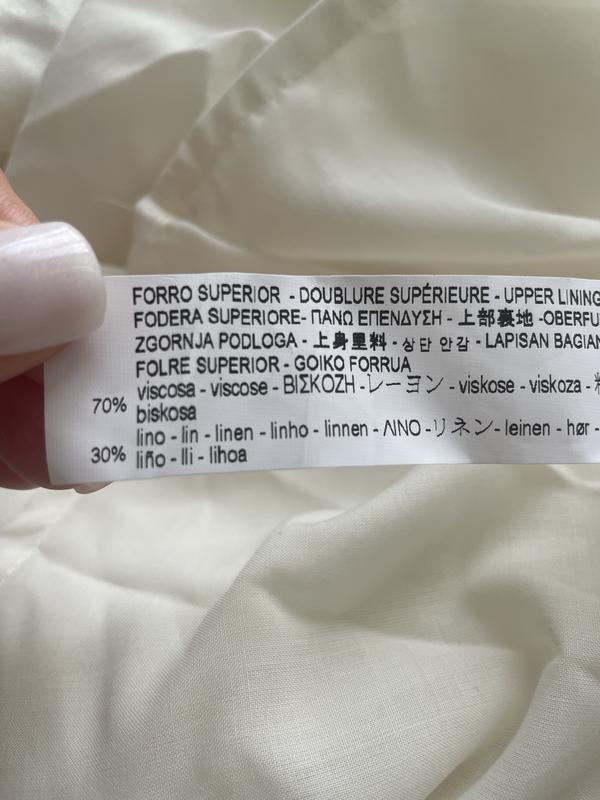 FORRO SUPERIOR - DOUBLURE SUPÉRIEURE - UPPER LINING
FODERA SUPERIORE- ΠΑΝΩ ΕΠΕΝΔΥΣΗ - 上部裏地 -OBERFU
ZGORNJA PODLOGA - 上身里料 - 상단 안감 - LAPISAN BAGIAN
FOLRE SUPERIOR - GOIKO FORRUA
70% viscosa - viscose - ΒΙΣΚΟΖΗ -レーヨン - viskose - viskoza -
biskosa
lino - lin - linen - linho - linnen - ΛΙΝΟ -リネン- leinen - hør -
30% liño - lli - lihoa